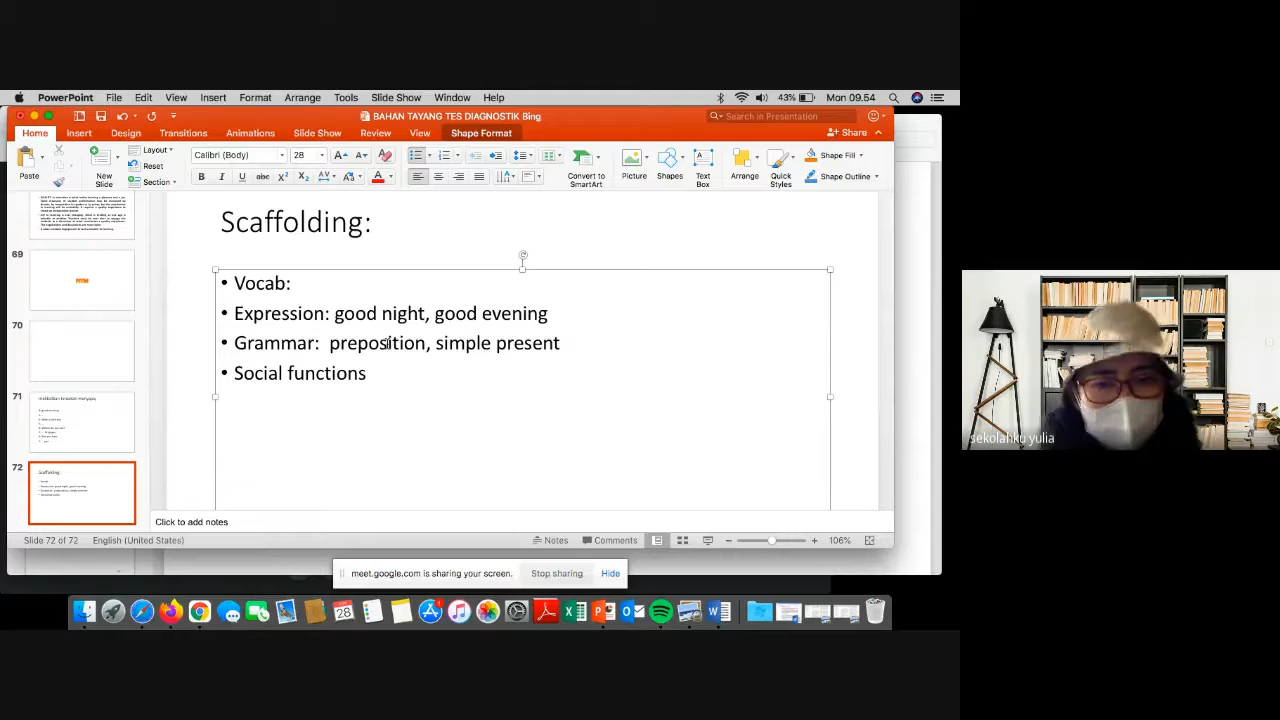 PowerPoint File Edit View Insert Format Arrange Tools Slide Show Window Help 43% Mon 09.54
BAHAN TAYANG TES DIAGNOSTIK Bing
Search in Presentation
Home Insert Design Transitions Animations Slide Show Review View Shape Format
Share
Paste
New Slide
Layout
Reset
Section
Calibri (Body) 28
Convert to SmartArt
Picture
Shapes
Text Box
Arrange
Quick Styles
Shape Fill
Shape Outline
69
70
71
72
Scaffolding:
• Vocab:
• Expression: good night, good evening
• Grammar: preposition, simple present
• Social functions
Click to add notes
Slide 72 of 72 English (United States) Notes Comments 106%
meet.google.com is sharing your screen. Stop sharing Hide
sekolahku yulia